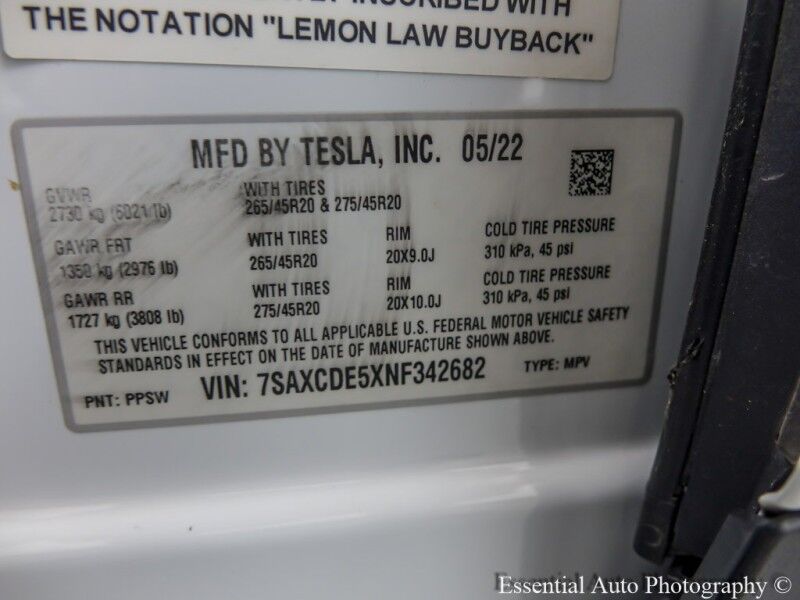 INSCRIBED WITH
THE NOTATION "LEMON LAW BUYBACK"
MFD BY TESLA, INC. 05/22
GVWR WITH TIRES
2730 kg (6021 lb) 265/45R20 & 275/45R20
GAWR FRT WITH TIRES RIM COLD TIRE PRESSURE
1350 kg (2976 lb) 265/45R20 20X9.0J 310 kPa, 45 psi
GAWR RR WITH TIRES RIM COLD TIRE PRESSURE
1727 kg (3808 lb) 275/45R20 20X10.0J 310 kPa, 45 psi
THIS VEHICLE CONFORMS TO ALL APPLICABLE U.S. FEDERAL MOTOR VEHICLE SAFETY
STANDARDS IN EFFECT ON THE DATE OF MANUFACTURE SHOWN ABOVE.
PNT: PPSW VIN: 7SAXCDE5XNF342682 TYPE: MPV
Essential Auto Photography (c)